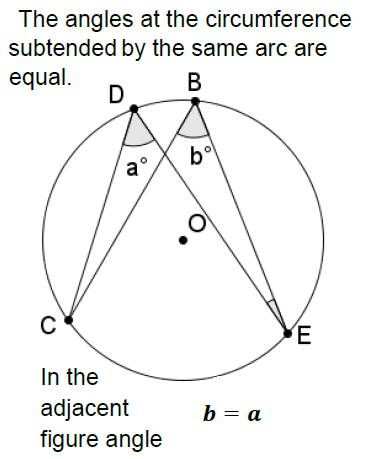 The angles at the circumference
subtended by the same arc are
equal.
D
B
a°
b°
O
C
E
In the
adjacent
figure angle
b = a